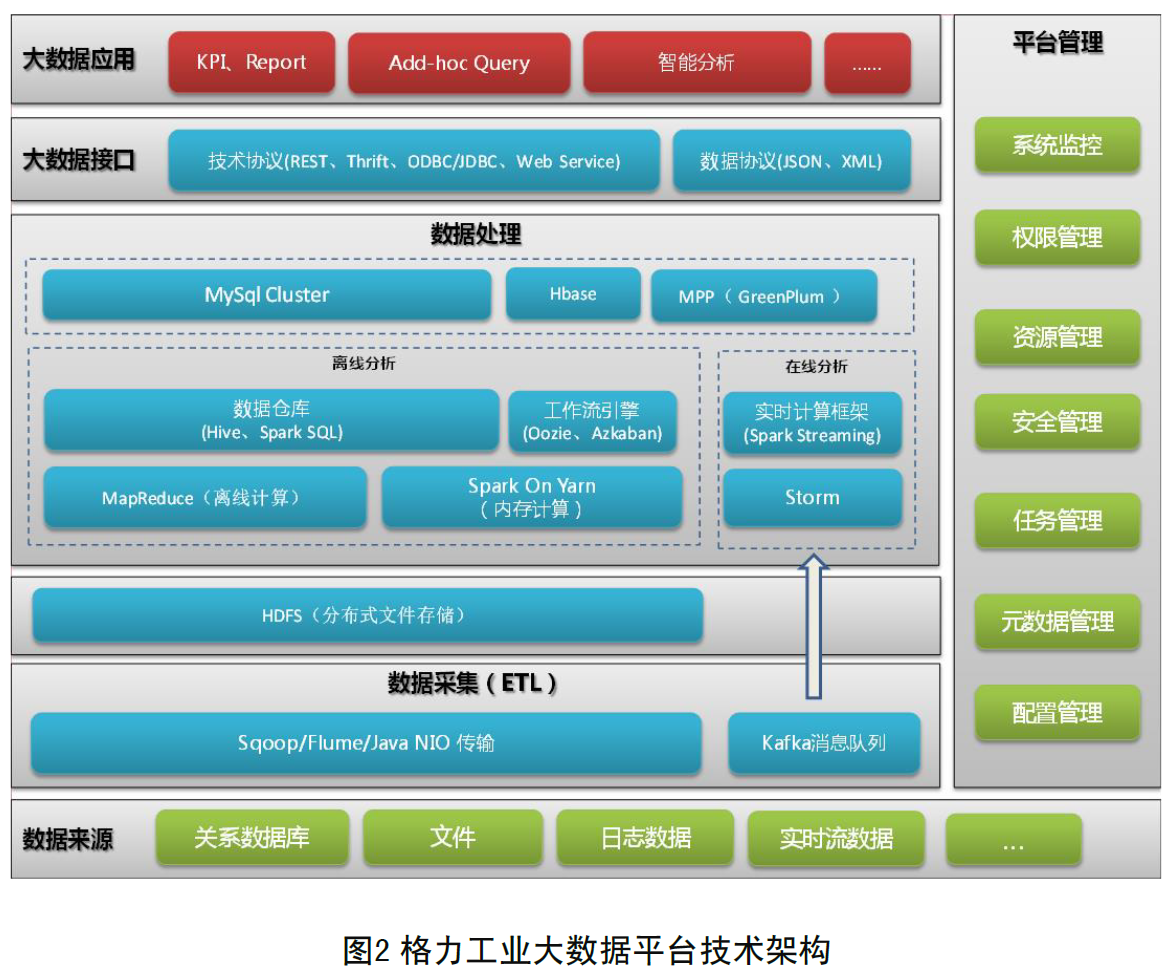 大数据应用
KPI、Report
Add-hoc Query
智能分析
......
大数据接口
技术协议(REST、Thrift、ODBC/JDBC、Web Service)
数据协议(JSON、XML)
数据处理
MySql Cluster
Hbase
MPP（ GreenPlum ）
离线分析
数据仓库
(Hive、Spark SQL)
工作流引擎
(Oozie、Azkaban)
MapReduce（离线计算）
Spark On Yarn
（内存计算）
在线分析
实时计算框架
(Spark Streaming)
Storm
HDFS（分布式文件存储）
数据采集（ETL）
Sqoop/Flume/Java NIO 传输
Kafka消息队列
数据来源
关系数据库
文件
日志数据
实时流数据
...
平台管理
系统监控
权限管理
资源管理
安全管理
任务管理
元数据管理
配置管理
图2 格力工业大数据平台技术架构